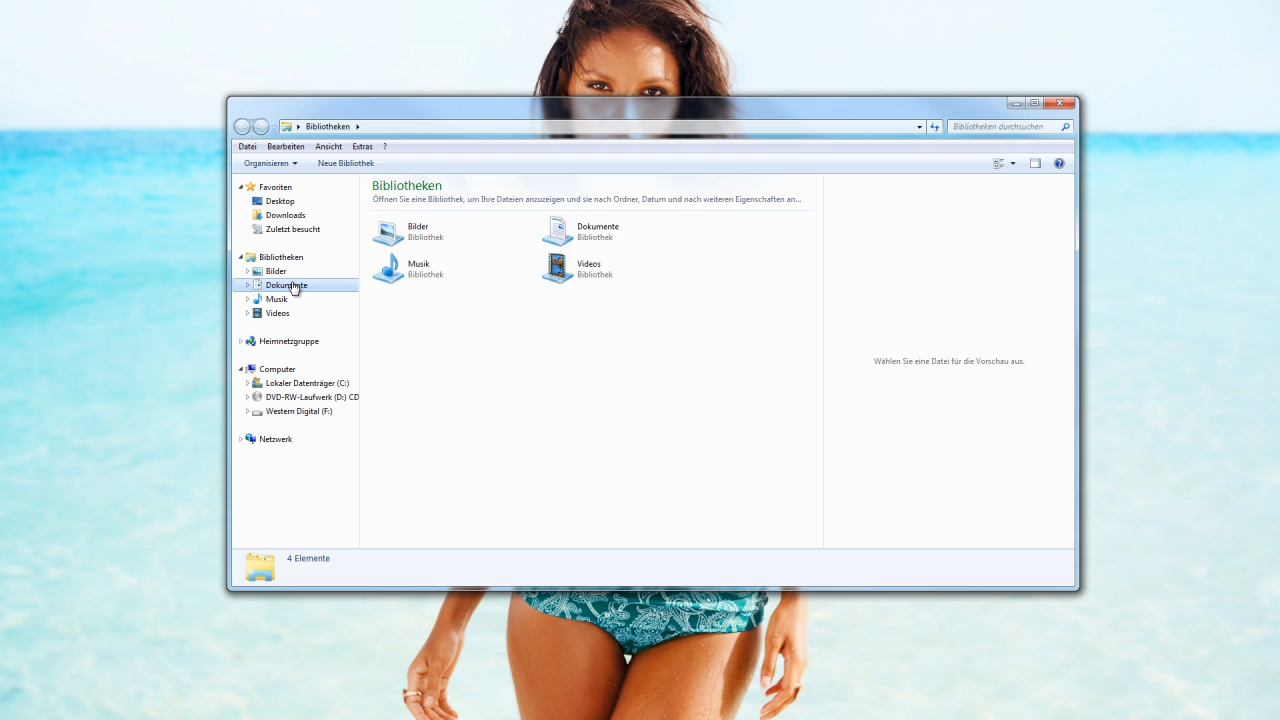 Bibliotheken
Bibliotheken durchsuchen
Datei Bearbeiten Ansicht Extras ?
Organisieren Neue Bibliothek
Favoriten
Desktop
Downloads
Zuletzt besucht
Bibliotheken
Bilder
Dokumente
Musik
Videos
Heimnetzgruppe
Computer
Lokaler Datenträger (C:)
DVD-RW-Laufwerk (D:) CD
Western Digital (F:)
Netzwerk
Bibliotheken
Öffnen Sie eine Bibliothek, um Ihre Dateien anzuzeigen und sie nach Ordner, Datum und nach weiteren Eigenschaften an...
Bilder
Bibliothek
Dokumente
Bibliothek
Musik
Bibliothek
Videos
Bibliothek
Wählen Sie eine Datei für die Vorschau aus.
4 Elemente